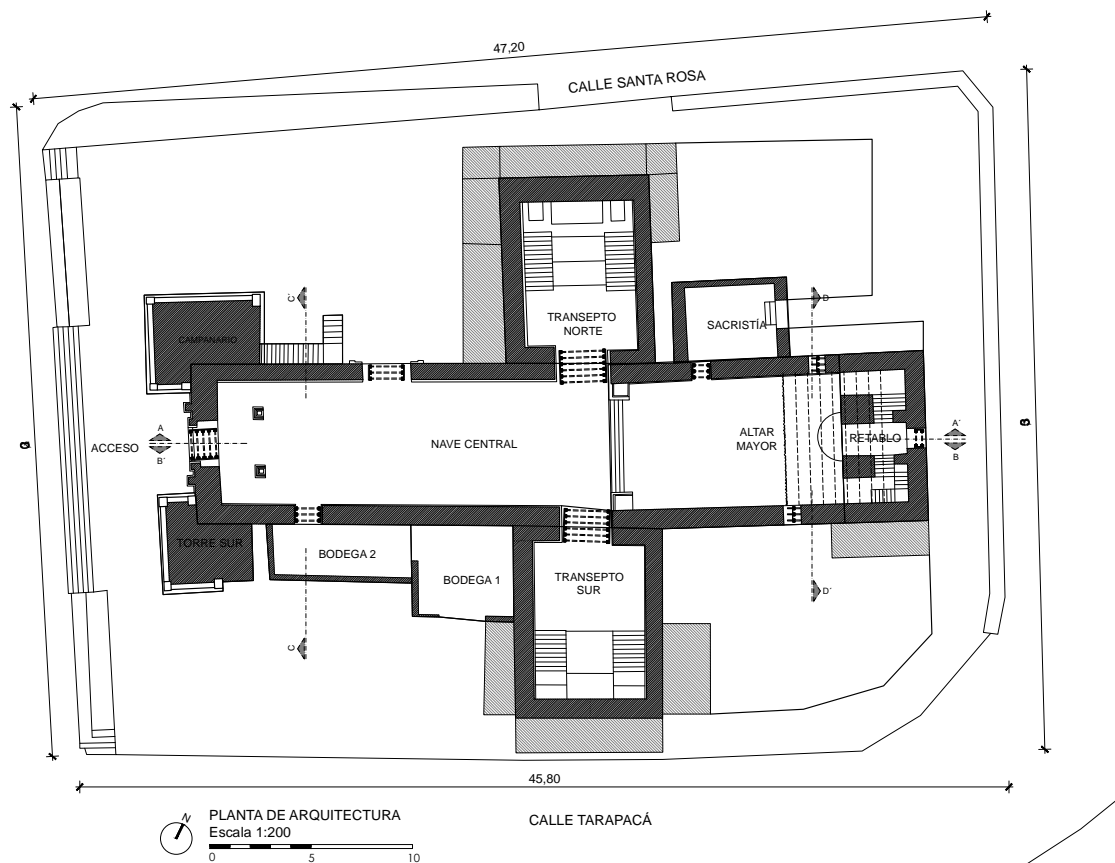 47,20
CALLE SANTA ROSA
TRANSEPTO
NORTE
SACRISTÍA
C´
D
CAMPANARIO
ACCESO
A
B´
NAVE CENTRAL
ALTAR
MAYOR
RETABLO
A´
B
TORRE SUR
BODEGA 2
BODEGA 1
TRANSEPTO
SUR
D´
C
45,80
N
PLANTA DE ARQUITECTURA
Escala 1:200
0 5 10
CALLE TARAPACÁ